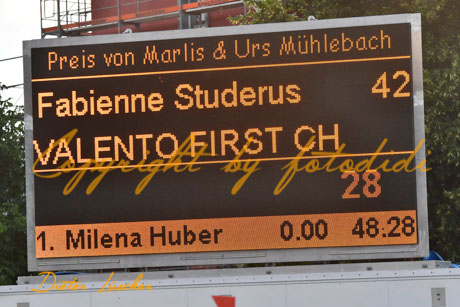 Preis von Marlis & Urs Mühlebach
Fabienne Studerus 42
VALENTO FIRST CH
Copyright by fotodidi
28
1. Milena Huber 0.00 48:28